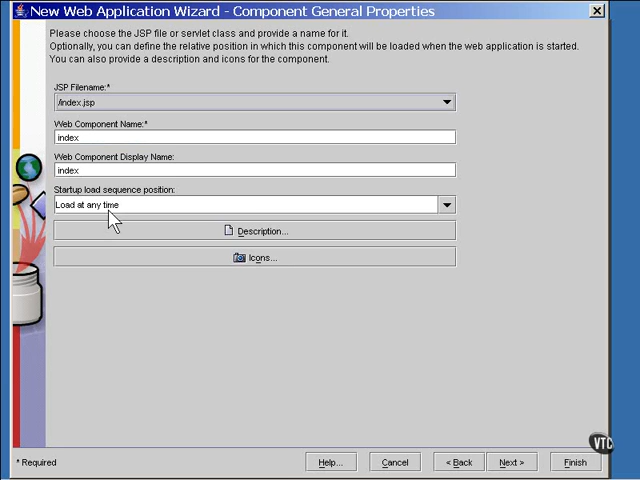 New Web Application Wizard - Component General Properties
Please choose the JSP file or servlet class and provide a name for it.
Optionally, you can define the relative position in which this component will be loaded when the web application is started.
You can also provide a description and icons for the component.
JSP Filename:*
/index.jsp
Web Component Name:*
index
Web Component Display Name:
index
Startup load sequence position:
Load at any time
Description...
Icons...
* Required
Help...
Cancel
< Back
Next >
Finish
VTC